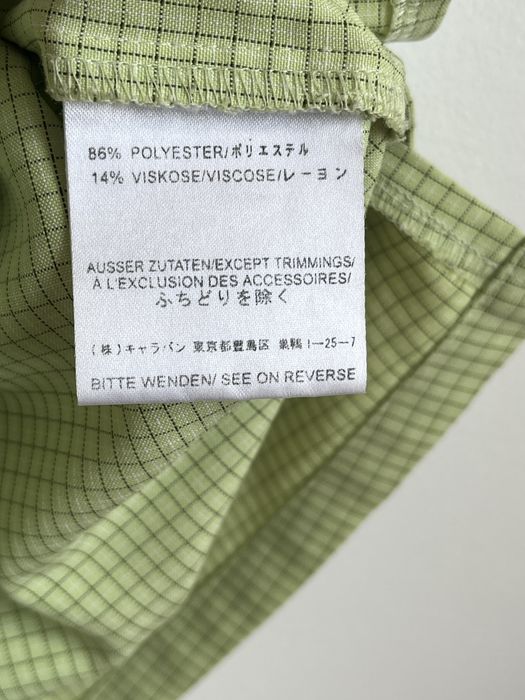 86% POLYESTER/ポリエステル
14% VISKOSE/VISCOSE/レーヨン
AUSSER ZUTATEN/EXCEPT TRIMMINGS/
À L'EXCLUSION DES ACCESSOIRES/
ふちどりを除く
(株)キャラバン 東京都豊島区 巣鴨 1-25-7
BITTE WENDEN/ SEE ON REVERSE